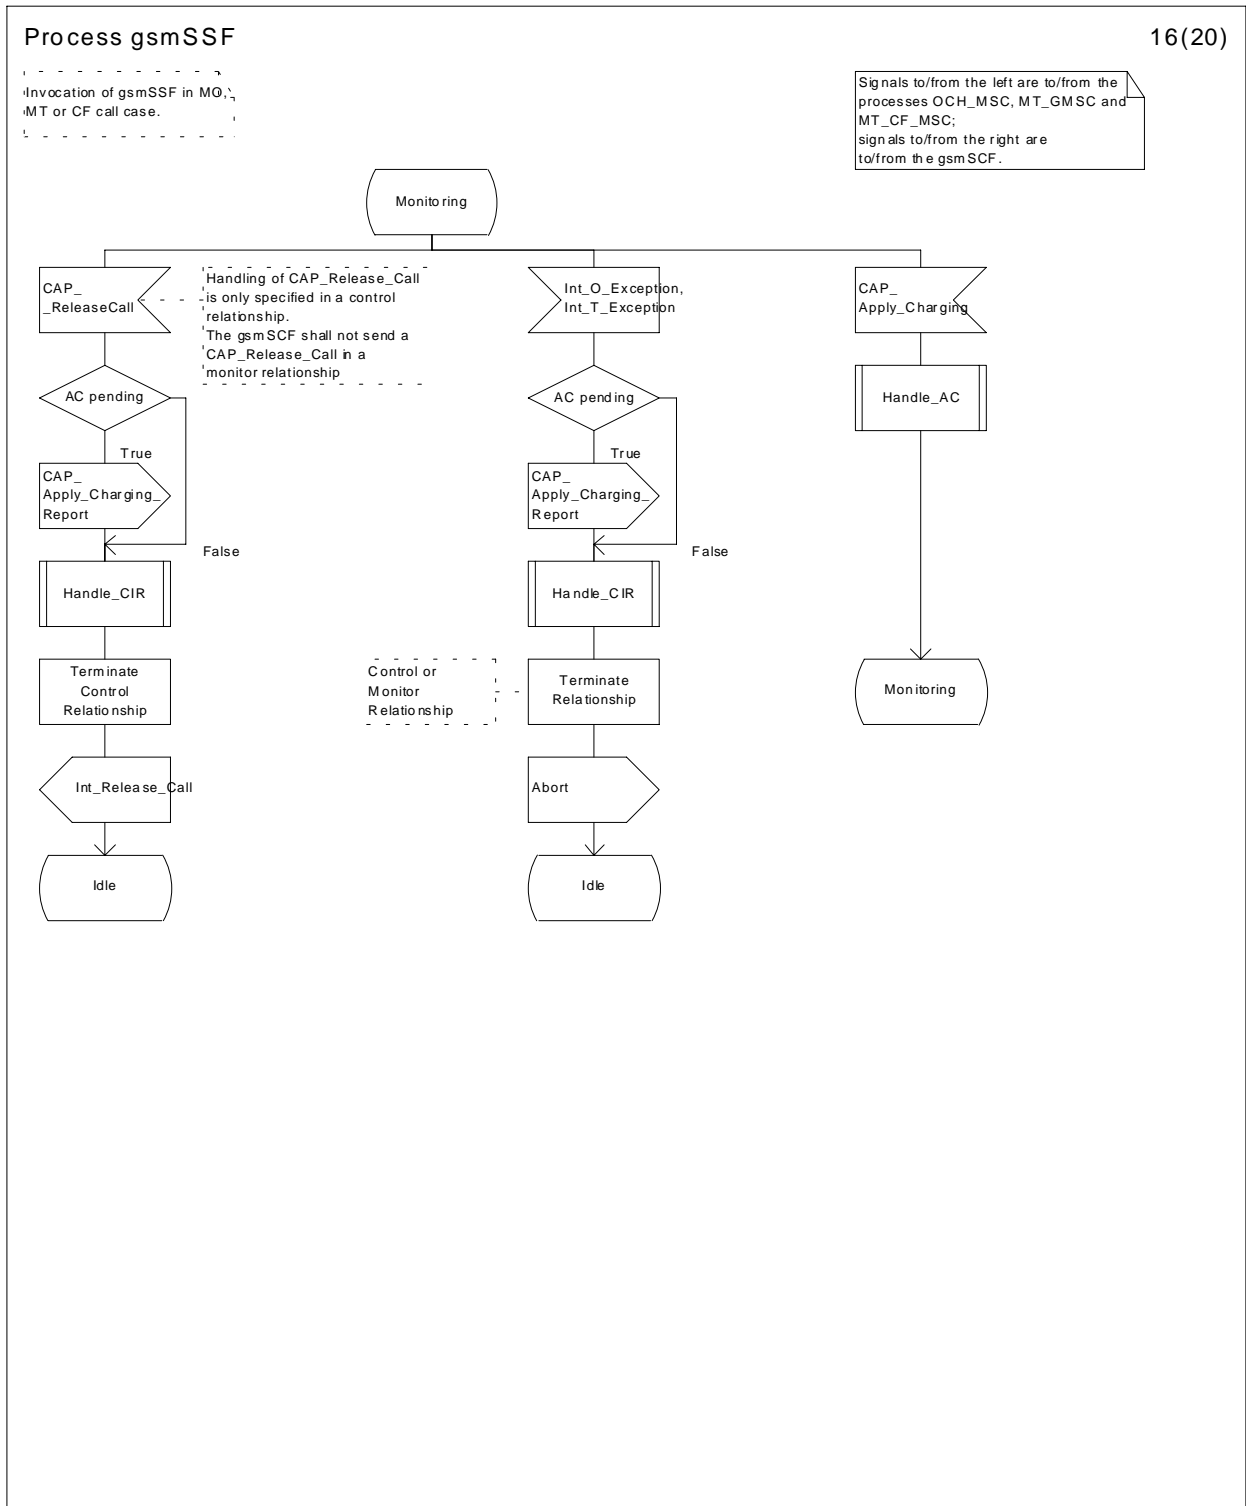 Process gsmSSF
16(20)
Invocation of gsmSSF in MO,
MT or CF call case.
Signals to/from the left are to/from the
processes OCH_MSC, MT_GMSC and
MT_CF_MSC;
signals to/from the right are
to/from the gsmSCF.
Monitoring
CAP_
_ReleaseCall
Handling of CAP_Release_Call
is only specified in a control
relationship.
The gsmSCF shall not send a
CAP_Release_Call in a
monitor relationship
Int_O_Exception,
Int_T_Exception
CAP_
Apply_Charging
AC pending
AC pending
Handle_AC
True
True
CAP_
Apply_Charging_
Report
CAP_
Apply_Charging_
Report
False
False
Handle_CIR
Handle_CIR
Terminate
Control
Relationship
Control or
Monitor
Relationship
Terminate
Relationship
Monitoring
Int_Release_Call
Abort
Idle
Idle